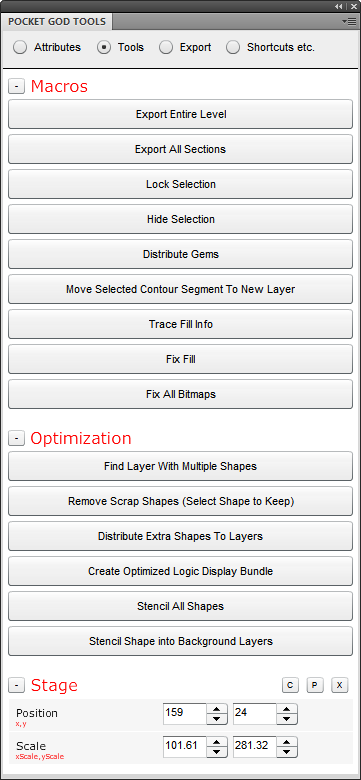 POCKET GOD TOOLS
Attributes Tools Export Shortcuts etc.
- Macros
Export Entire Level
Export All Sections
Lock Selection
Hide Selection
Distribute Gems
Move Selected Contour Segment To New Layer
Trace Fill Info
Fix Fill
Fix All Bitmaps
- Optimization
Find Layer With Multiple Shapes
Remove Scrap Shapes (Select Shape to Keep)
Distribute Extra Shapes To Layers
Create Optimized Logic Display Bundle
Stencil All Shapes
Stencil Shape into Background Layers
- Stage C P X
Position 159 24
x,y
Scale 101.61 281.32
xScale,yScale